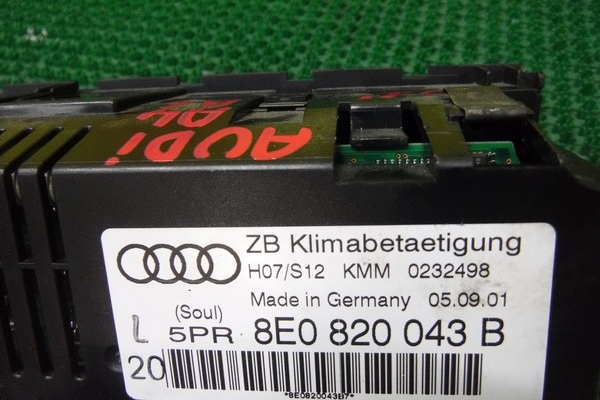 AUDI
A4
ZB Klimabetaetigung
H07/S12 KMM 0232498
Made in Germany 05.09.01
(Soul)
L 5PR 8E0 820 043 B
20
*8E0820043B7*